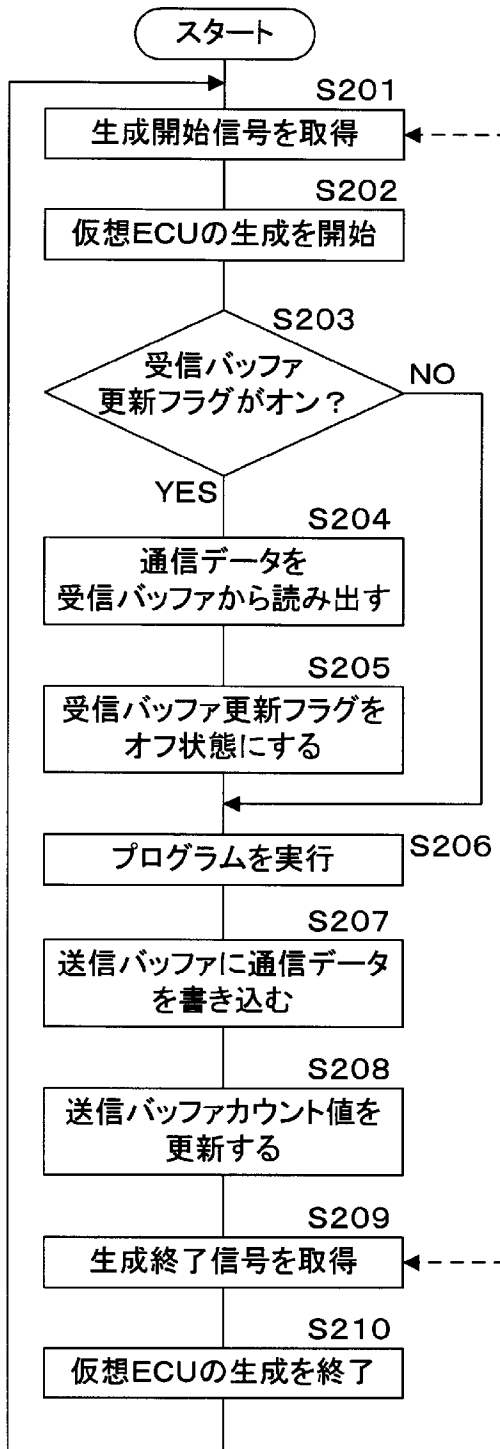 スタート
S201
生成開始信号を取得
S202
仮想ECUの生成を開始
S203
受信バッファ
更新フラグがオン?
NO
YES
S204
通信データを
受信バッファから読み出す
S205
受信バッファ更新フラグを
オフ状態にする
プログラムを実行
S206
S207
送信バッファに通信データ
を書き込む
S208
送信バッファカウント値を
更新する
S209
生成終了信号を取得
S210
仮想ECUの生成を終了